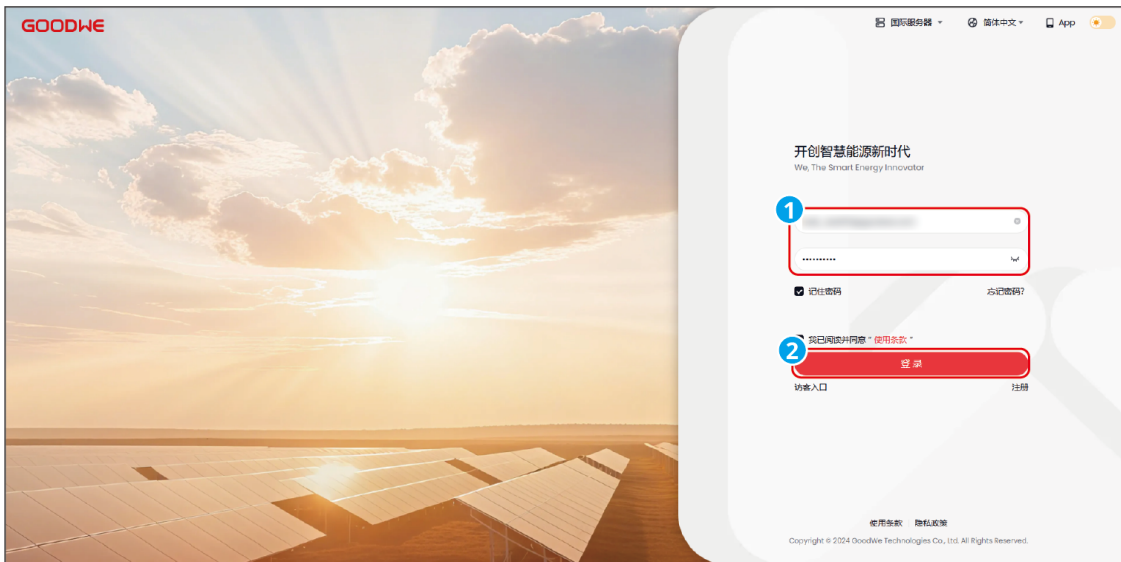 GOODWE
国际服务器 简体中文 App
开创智慧能源新时代
We, The Smart Energy Innovator
1
••••••••••
记住密码 忘记密码?
我已阅读并同意 “ 使用条款 ”
2
登录
访客入口 注册
使用条款 隐私政策
Copyright © 2024 GoodWe Technologies Co., Ltd. All Rights Reserved.